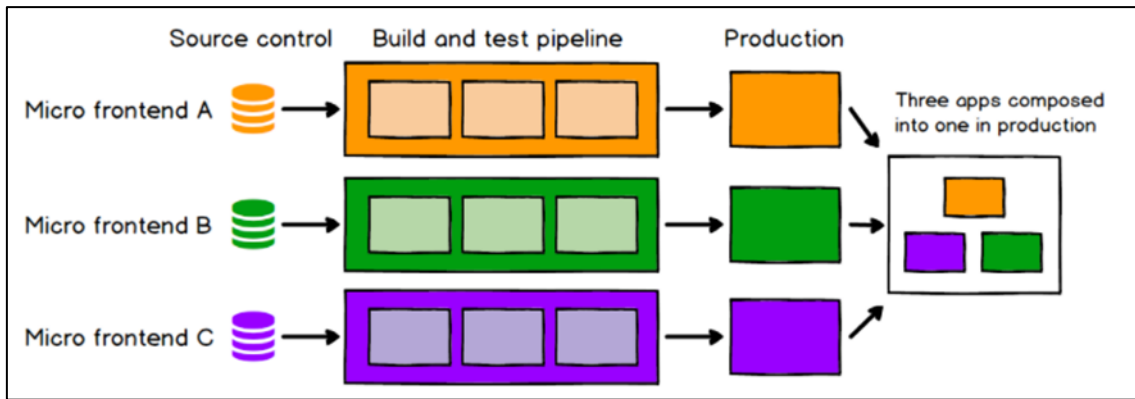 Source control
Build and test pipeline
Production
Micro frontend A
Three apps composed
into one in production
Micro frontend B
Micro frontend C